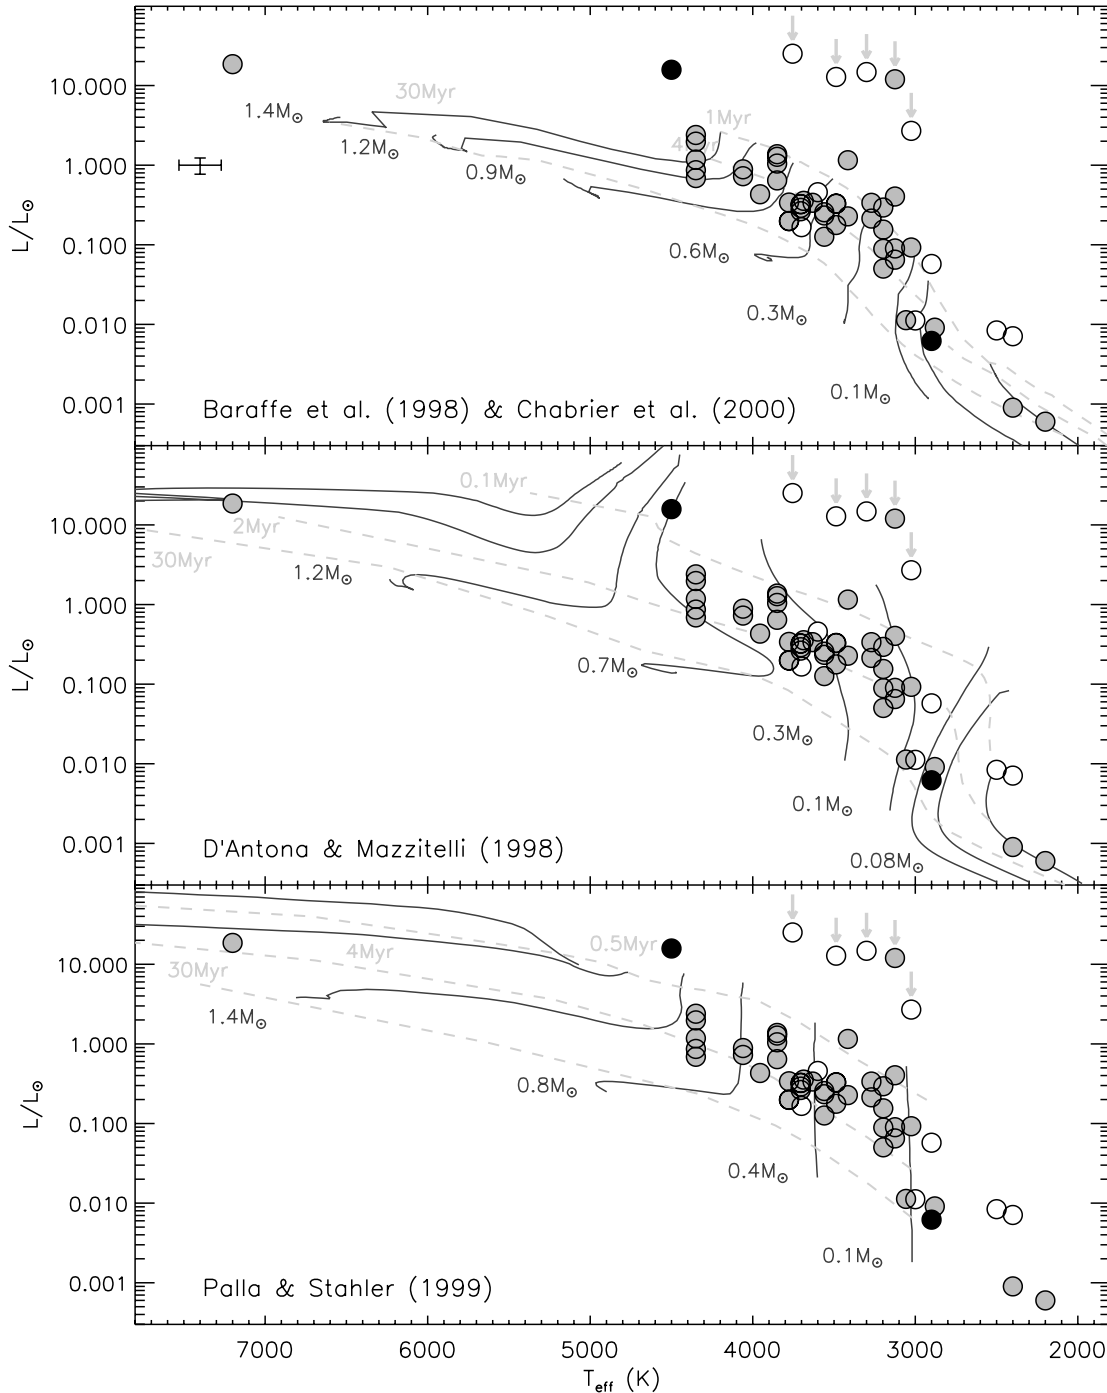 10.000
1.000
0.100
0.010
0.001
L/L⊙
30Myr
1Myr
4
1.4M⊙
1.2M⊙
0.9M⊙
0.6M⊙
0.3M⊙
0.1M⊙
Baraffe et al. (1998) & Chabrier et al. (2000)
10.000
1.000
0.100
0.010
0.001
L/L⊙
0.1Myr
2Myr
30Myr
1.2M⊙
0.7M⊙
0.3M⊙
0.1M⊙
0.08M⊙
D'Antona & Mazzitelli (1998)
10.000
1.000
0.100
0.010
0.001
L/L⊙
0.5Myr
4Myr
30Myr
1.4M⊙
0.8M⊙
0.4M⊙
0.1M⊙
Palla & Stahler (1999)
7000 6000 5000 4000 3000 2000
Teff (K)